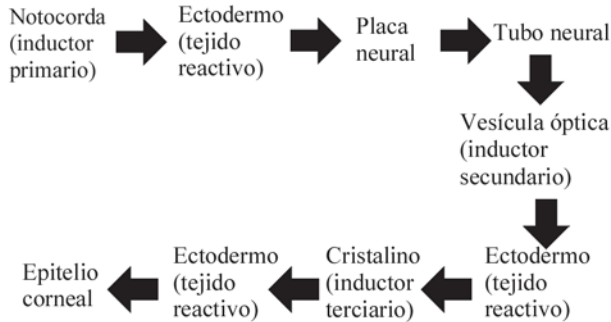 Notocorda
(inductor
primario)
Ectodermo
(tejido
reactivo)
Placa
neural
Tubo neural
Vesícula óptica
(inductor
secundario)
Ectodermo
(tejido
reactivo)
Cristalino
(inductor
terciario)
Ectodermo
(tejido
reactivo)
Epitelio
corneal